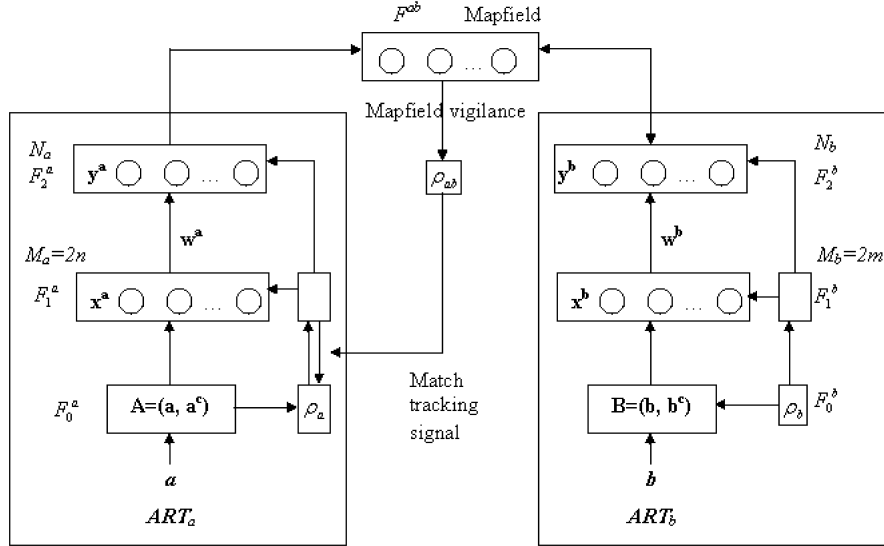 F^ab Mapfield
...
Mapfield vigilance
N_a
F_2^a
y^a ...
ρ_ab
N_b
F_2^b
y^b ...
w^a
w^b
M_a=2n
F_1^a
x^a ...
M_b=2m
F_1^b
x^b ...
Match
tracking
signal
F_0^a
A=(a, a^c)
ρ_a
B=(b, b^c)
ρ_b
F_0^b
a
b
ART_a
ART_b